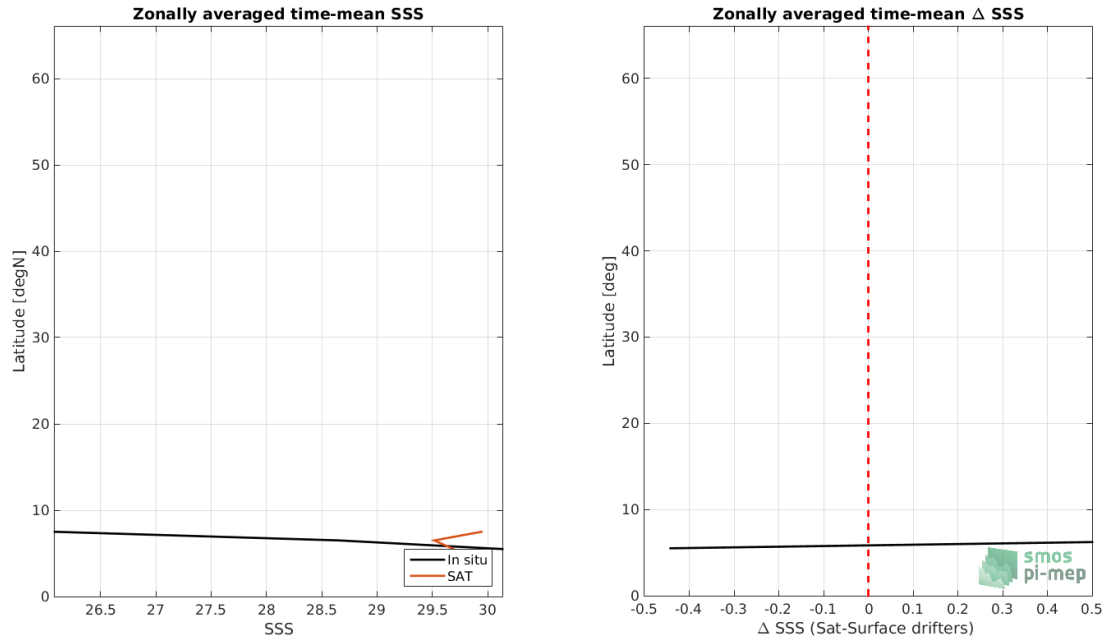 Zonally averaged time-mean SSS
60
50
40
30
20
10
0
Latitude [degN]
26.5 27 27.5 28 28.5 29 29.5 30
SSS
In situ
SAT
Zonally averaged time-mean Δ SSS
60
50
40
30
20
10
0
Latitude [deg]
-0.5 -0.4 -0.3 -0.2 -0.1 0 0.1 0.2 0.3 0.4 0.5
Δ SSS (Sat-Surface drifters)
smos
pi-mep